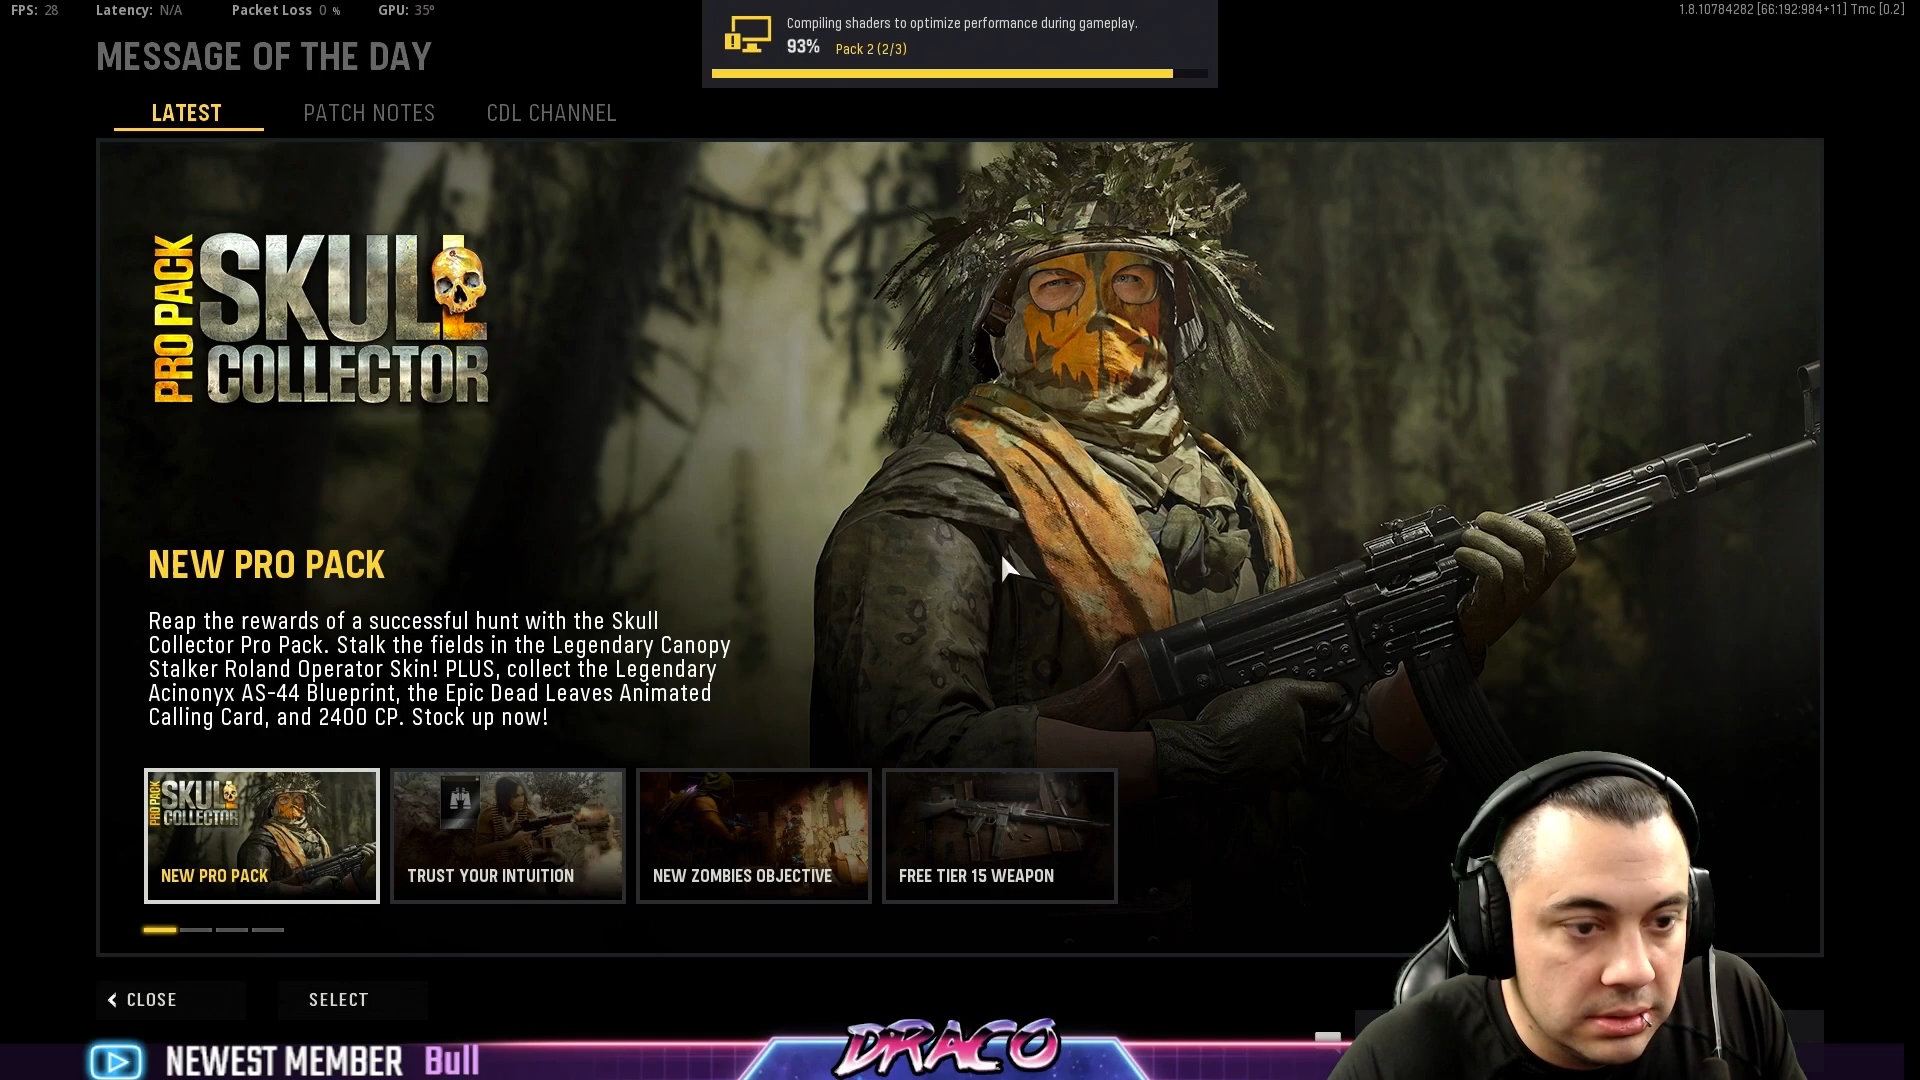 FPS: 28 Latency: N/A Packet Loss 0 % GPU: 35°
Compiling shaders to optimize performance during gameplay.
93% Pack 2 (2/3)
1.8.10784282 [66:192:984+11] Tmc [0.2]
MESSAGE OF THE DAY
LATEST PATCH NOTES CDL CHANNEL
PRO PACK
SKULL
COLLECTOR
NEW PRO PACK
Reap the rewards of a successful hunt with the Skull
Collector Pro Pack. Stalk the fields in the Legendary Canopy
Stalker Roland Operator Skin! PLUS, collect the Legendary
Acinonyx AS-44 Blueprint, the Epic Dead Leaves Animated
Calling Card, and 2400 CP. Stock up now!
PRO PACK
SKULL
COLLECTOR
NEW PRO PACK TRUST YOUR INTUITION NEW ZOMBIES OBJECTIVE FREE TIER 15 WEAPON
CLOSE SELECT
NEWEST MEMBER Bull
DRACO